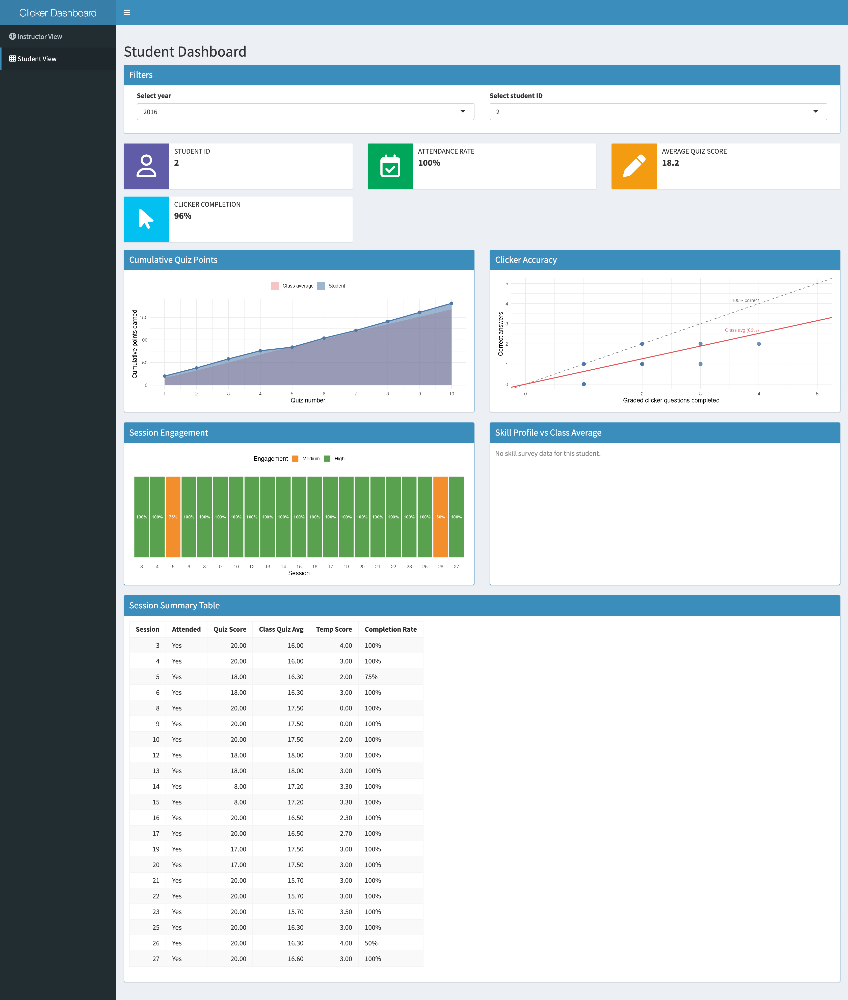 Clicker Dashboard
Instructor View
Student View
Student Dashboard
Filters
Select year
Select student ID
2016
2
STUDENT ID
2
ATTENDANCE RATE
100%
AVERAGE QUIZ SCORE
18.2
CLICKER COMPLETION
96%
Cumulative Quiz Points
Class average Student
Cumulative points earned
150
100
50
0
1 2 3 4 5 6 7 8 9 10
Quiz number
Clicker Accuracy
Correct answers
5
4
3
2
1
0
100% correct
Class avg (63%)
0 1 2 3 4 5
Graded clicker questions completed
Session Engagement
Engagement Medium High
100% 100% 75% 100% 100% 100% 100% 100% 100% 100% 100% 100% 100% 100% 100% 100% 100% 100% 100% 50% 100%
3 4 5 6 8 9 10 12 13 14 15 16 17 19 20 21 22 23 25 26 27
Session
Skill Profile vs Class Average
No skill survey data for this student.
Session Summary Table
Session Attended Quiz Score Class Quiz Avg Temp Score Completion Rate
3 Yes 20.00 16.00 4.00 100%
4 Yes 20.00 16.00 3.00 100%
5 Yes 18.00 16.30 2.00 75%
6 Yes 18.00 16.30 3.00 100%
8 Yes 20.00 17.50 0.00 100%
9 Yes 20.00 17.50 0.00 100%
10 Yes 20.00 17.50 2.00 100%
12 Yes 18.00 18.00 3.00 100%
13 Yes 18.00 18.00 3.00 100%
14 Yes 8.00 17.20 3.30 100%
15 Yes 8.00 17.20 3.30 100%
16 Yes 20.00 16.50 2.30 100%
17 Yes 20.00 16.50 2.70 100%
19 Yes 17.00 17.50 3.00 100%
20 Yes 17.00 17.50 3.00 100%
21 Yes 20.00 15.70 3.00 100%
22 Yes 20.00 15.70 3.00 100%
23 Yes 20.00 15.70 3.50 100%
25 Yes 20.00 16.30 3.00 100%
26 Yes 20.00 16.30 4.00 50%
27 Yes 20.00 16.60 3.00 100%